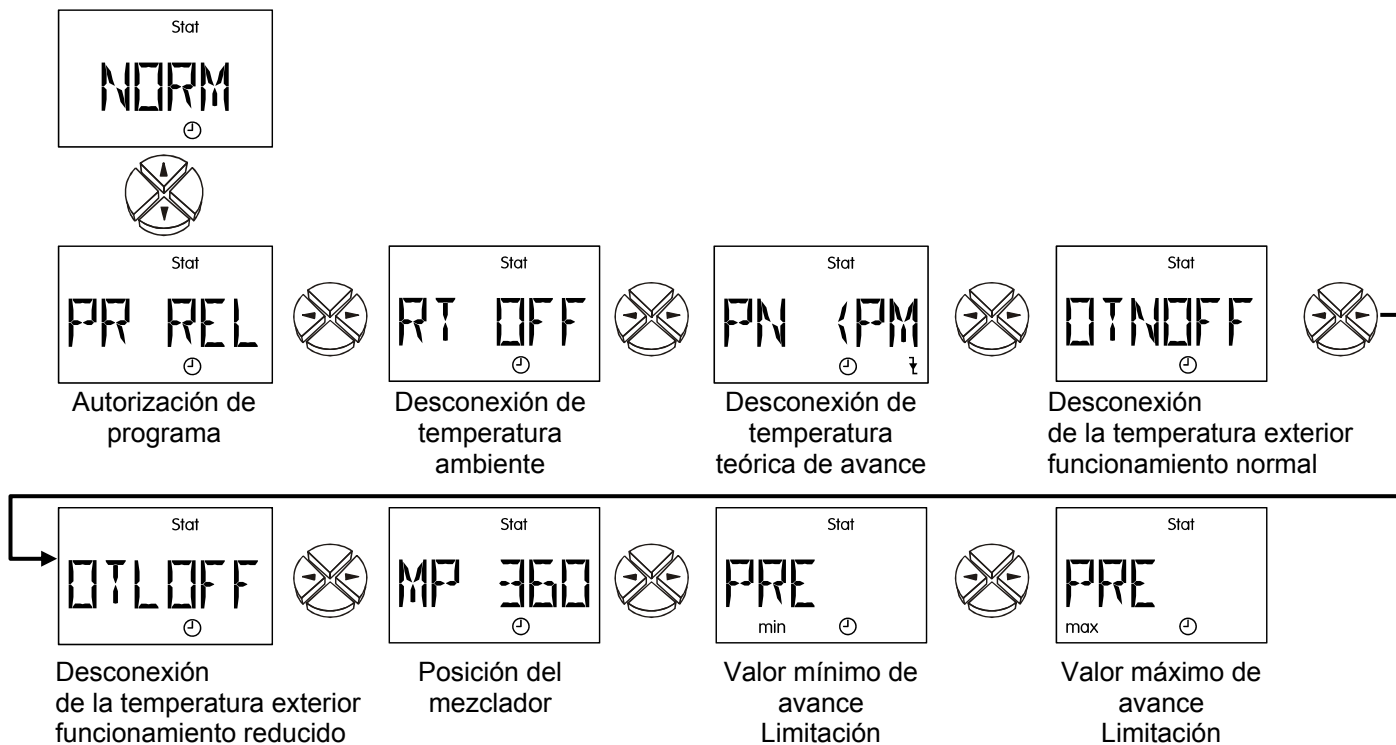 Stat
NORM
Stat
PR REL
Stat
RT OFF
Stat
PN <PM
Stat
OTNOFF
Autorización de
programa
Desconexión de
temperatura
ambiente
Desconexión de
temperatura
teórica de avance
Desconexión
de la temperatura exterior
funcionamiento normal
Stat
OTLOFF
Stat
MP 360
Stat
PRE
min
Stat
PRE
max
Desconexión
de la temperatura exterior
funcionamiento reducido
Posición del
mezclador
Valor mínimo de
avance
Limitación
Valor máximo de
avance
Limitación